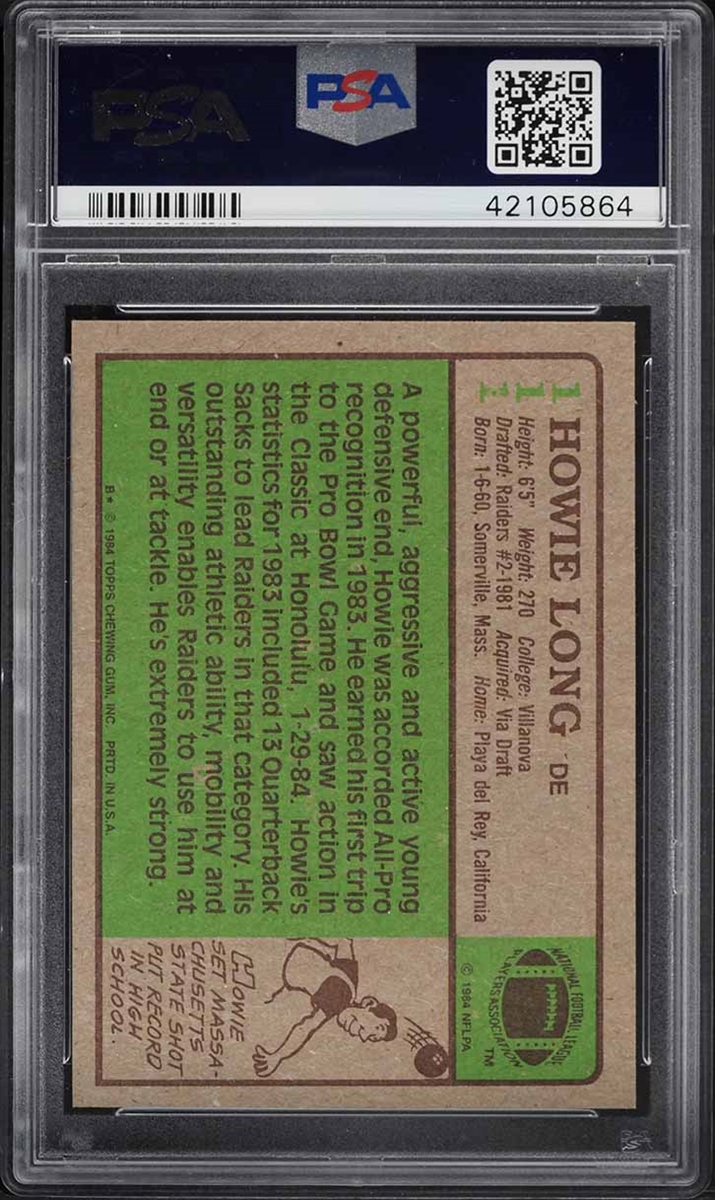 PSA
PSA
42105864
111
HOWIE LONG - DE
Height: 6'5" Weight: 270 College: Villanova
Drafted: Raiders #2-1981 Acquired: Via Draft
Born: 1-6-60, Somerville, Mass. Home: Playa del Rey, California
NATIONAL FOOTBALL LEAGUE
PLAYERS ASSOCIATION
TM
© 1984 NFLPA
A powerful, aggressive and active young
defensive end, Howie was accorded All-Pro
recognition in 1983. He earned his first trip
to the Pro Bowl Game and saw action in
the Classic at Honolulu, 1-29-84. Howie's
statistics for 1983 included 13 Quarterback
Sacks to lead Raiders in that category. His
outstanding athletic ability, mobility and
versatility enables Raiders to use him at
end or at tackle. He's extremely strong.
HOWIE
SET MASSA-
CHUSETTS
STATE SHOT
PUT RECORD
IN HIGH
SCHOOL.
B* © 1984 TOPPS CHEWING GUM, INC. PRTD. IN U.S.A.